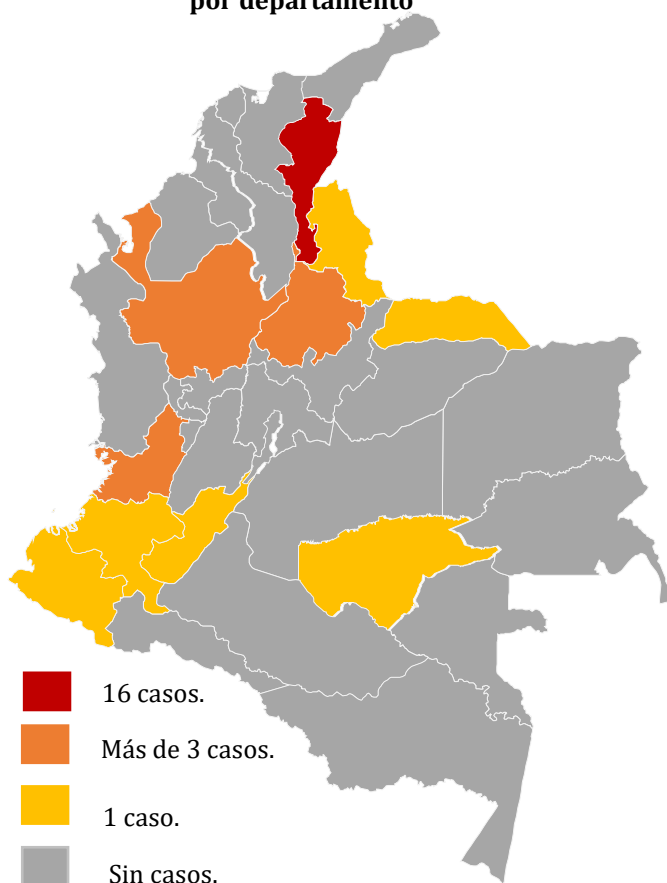 por departamento
16 casos.
Más de 3 casos.
1 caso.
Sin casos.